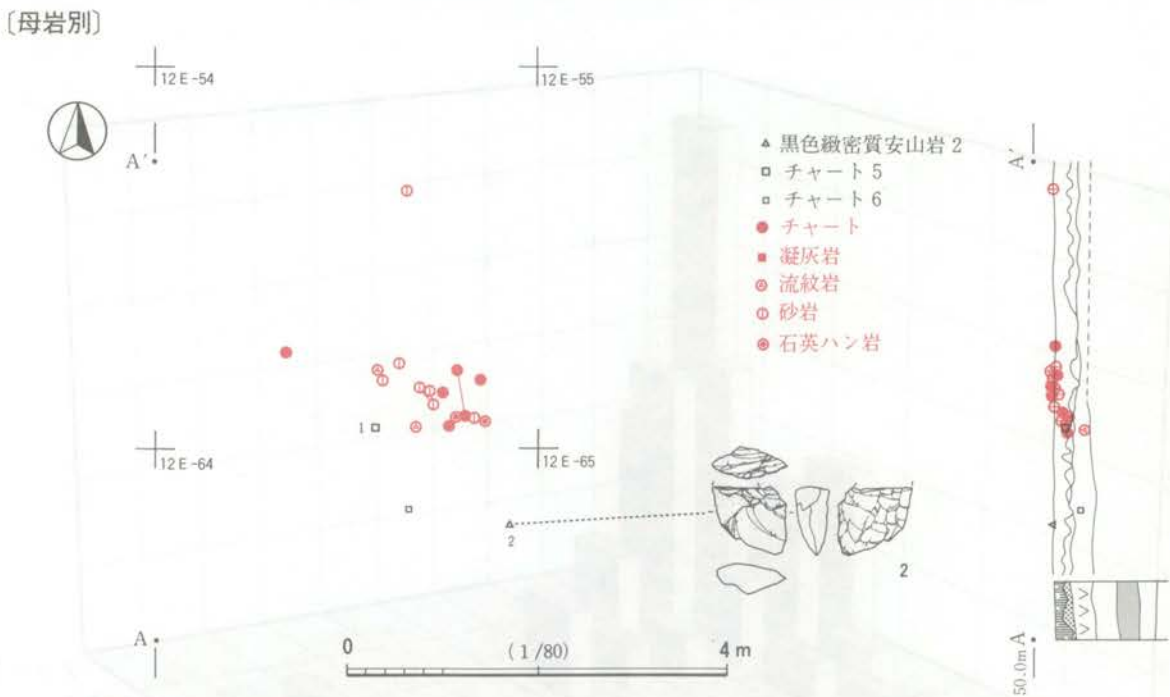 〔母岩別〕
12E-54
12E-55
A′
A′
黒色緻密質安山岩 2
チャート 5
チャート 6
チャート
凝灰岩
流紋岩
砂岩
石英ハン岩
1
12E-64
12E-65
2
2
A
0 (1/80) 4 m
50.0m A